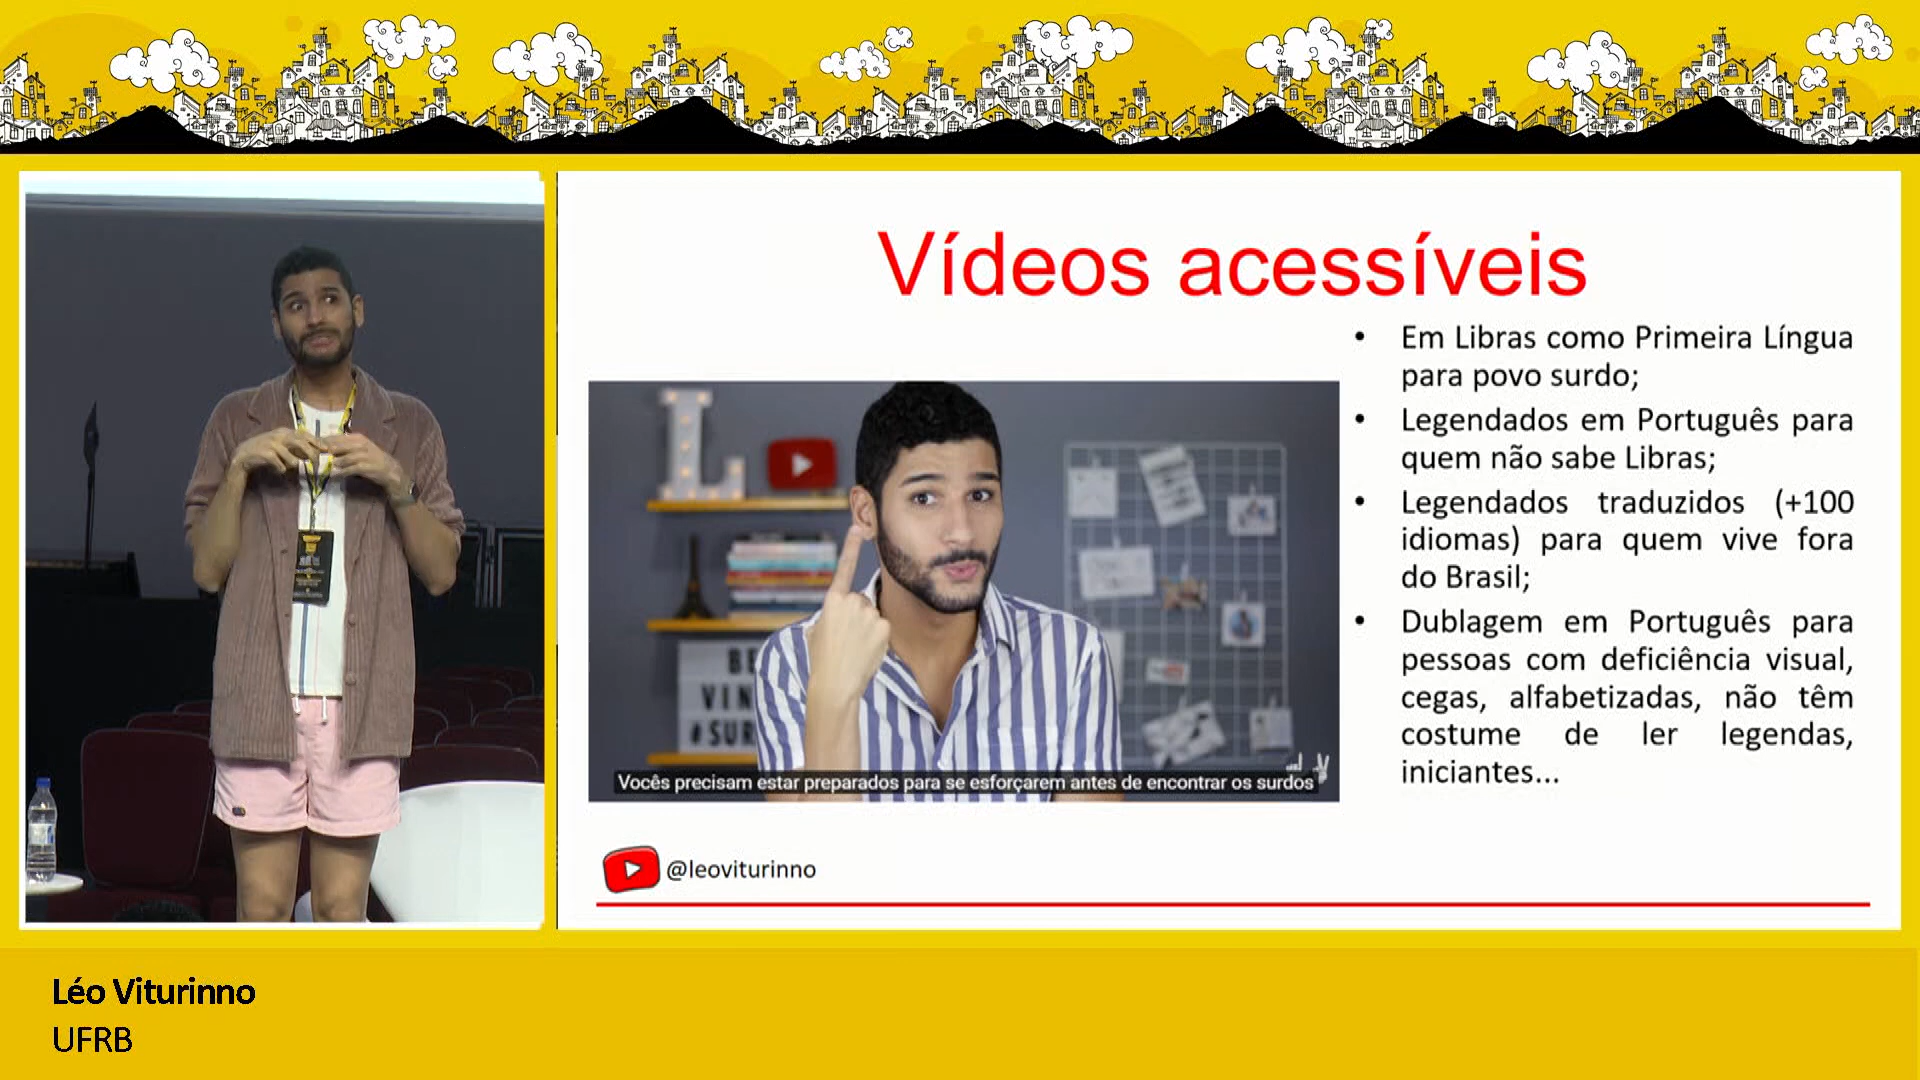 Vídeos acessíveis
• Em Libras como Primeira Língua
para povo surdo;
• Legendados em Português para
quem não sabe Libras;
• Legendados traduzidos (+100
idiomas) para quem vive fora
do Brasil;
• Dublagem em Português para
pessoas com deficiência visual,
cegas, alfabetizadas, não têm
costume de ler legendas,
iniciantes...
L
BE
VIN
#SUR
Vocês precisam estar preparados para se esforçarem antes de encontrar os surdos
@leoviturinno
Léo Viturinno
UFRB